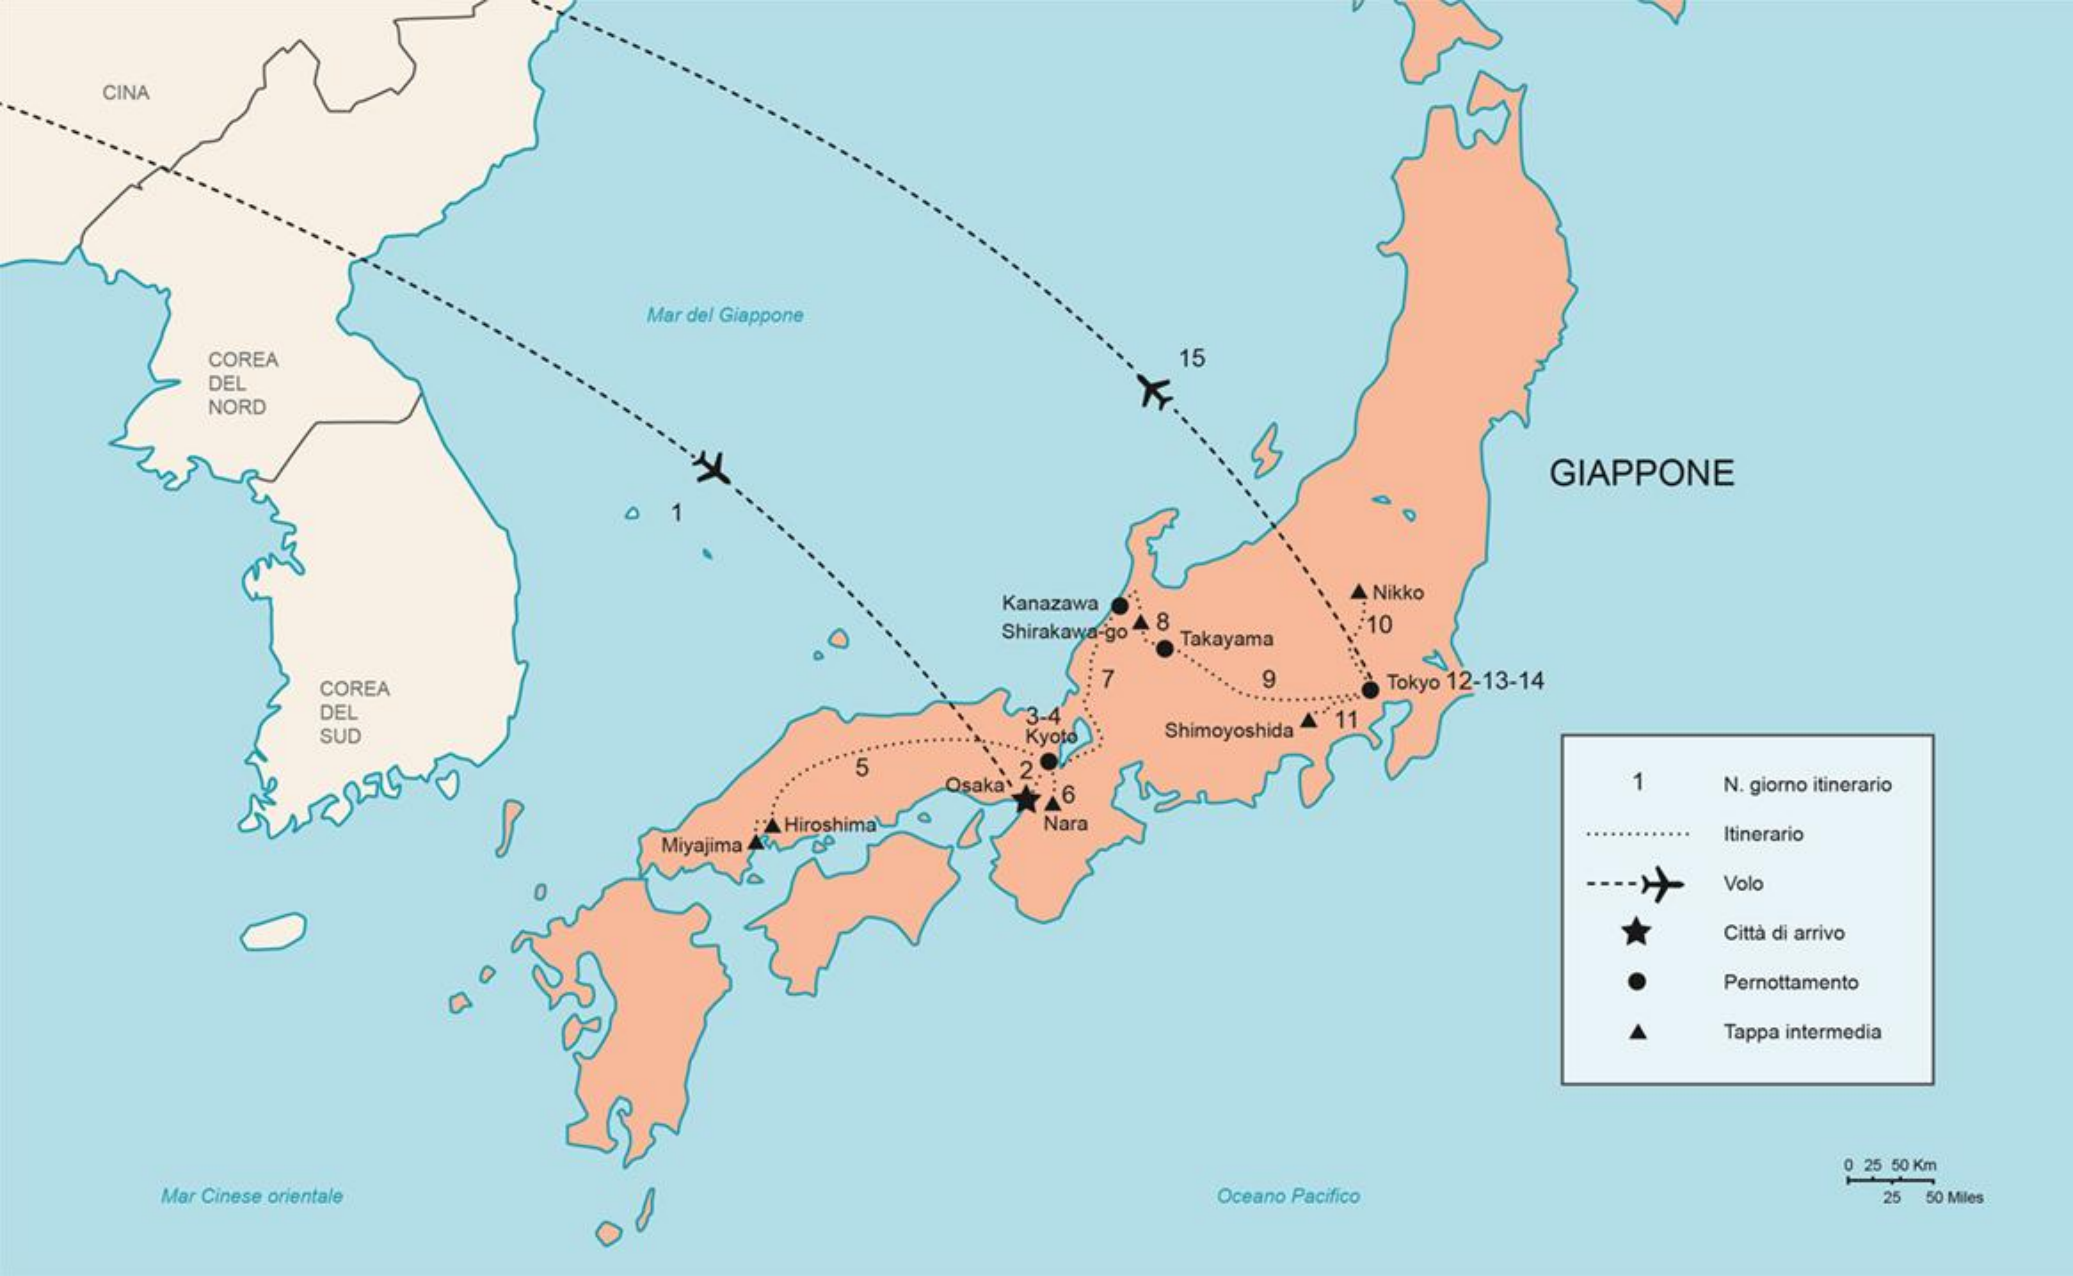 CINA
15
Mar del Giappone
COREA
DEL
NORD
GIAPPONE
1
Kanazawa
Nikko
Shirakawa-go
8
10
Takayama
7
9
Tokyo 12-13-14
COREA
DEL
SUD
3-4
Kyoto
Shimoyoshida
11
5
2
Osaka
6
Hiroshima
Nara
Miyajima
1 N. giorno itinerario
Itinerario
Volo
Città di arrivo
Pernottamento
Tappa intermedia
0 25 50 Km
25 50 Miles
Mar Cinese orientale
Oceano Pacifico